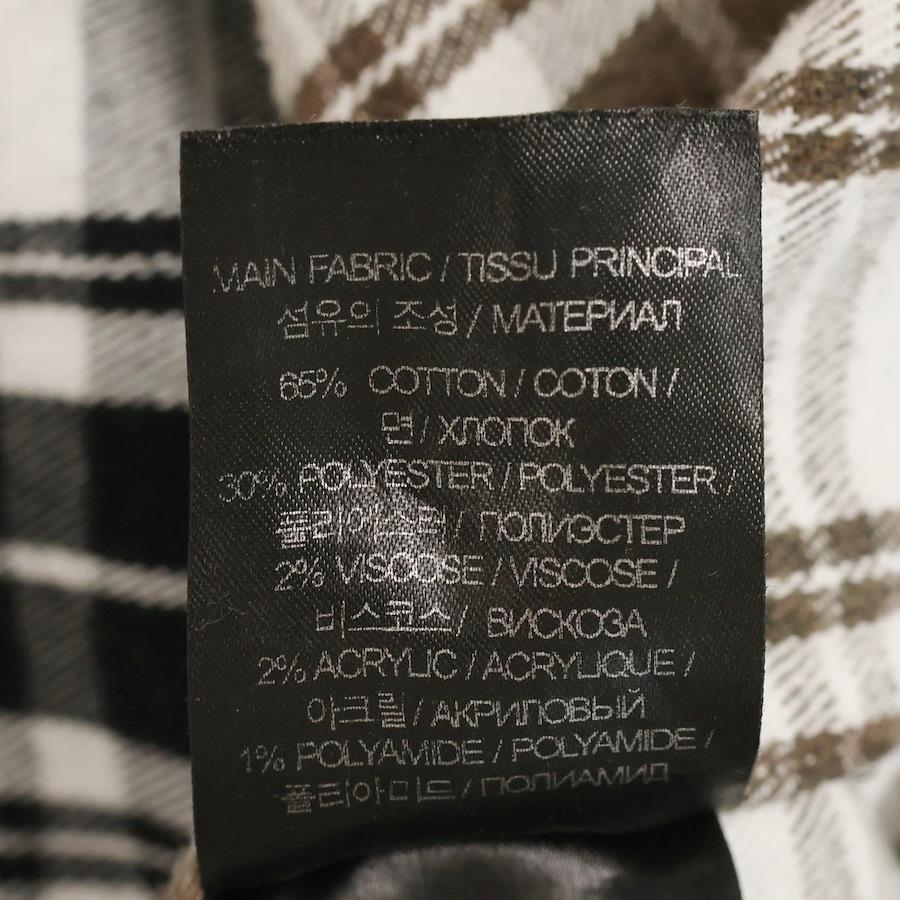 MAIN FABRIC / TISSU PRINCIPAL
섬유의 조성 / МАТЕРИАЛ
65% COTTON / COTON /
면 / ХЛОПОК
30% POLYESTER / POLYESTER /
폴리에스터 / ПОЛИЭСТЕР
2% VISCOSE / VISCOSE /
비스코스 / ВИСКОЗА
2% ACRYLIC / ACRYLIQUE /
아크릴 / АКРИЛОВЫЙ
1% POLYAMIDE / POLYAMIDE /
폴리아미드 / ПОЛИАМИД